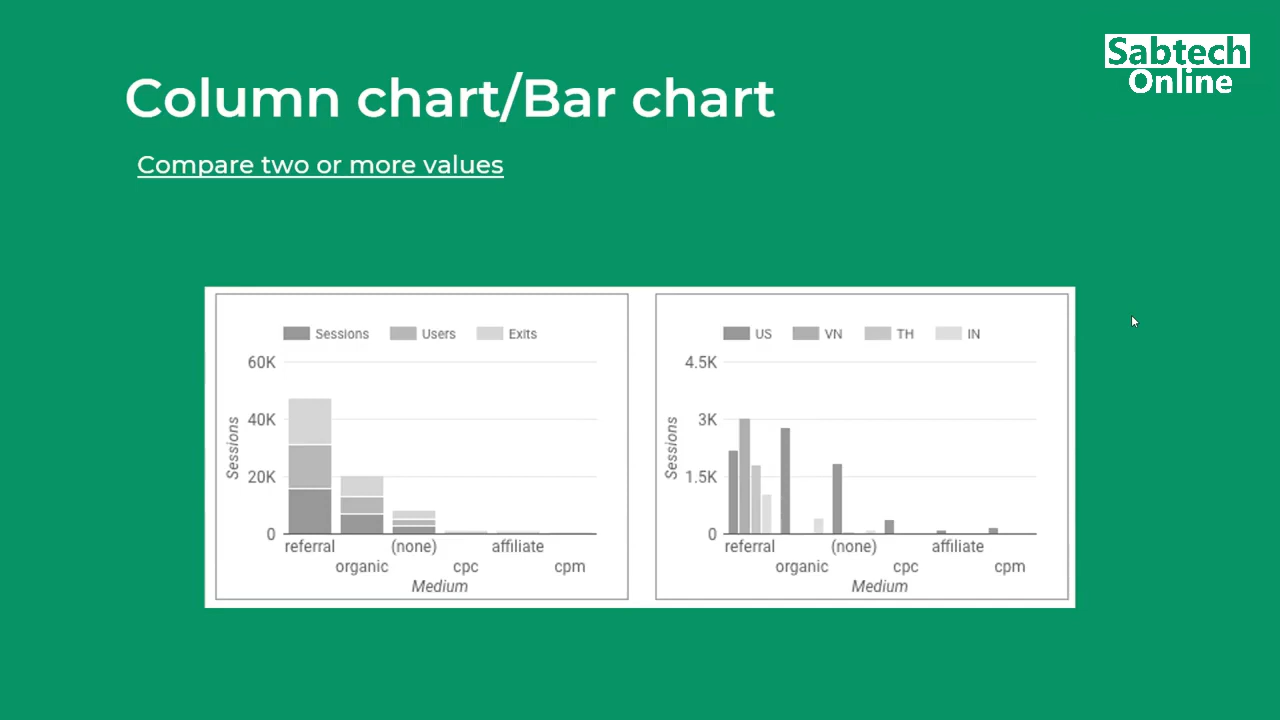 Sabtech
Online
Column chart/Bar chart
Compare two or more values
Sessions Users Exits
60K
40K
20K
0
Sessions
referral (none) affiliate
organic cpc cpm
Medium
US VN TH IN
4.5K
3K
1.5K
0
Sessions
referral (none) affiliate
organic cpc cpm
Medium